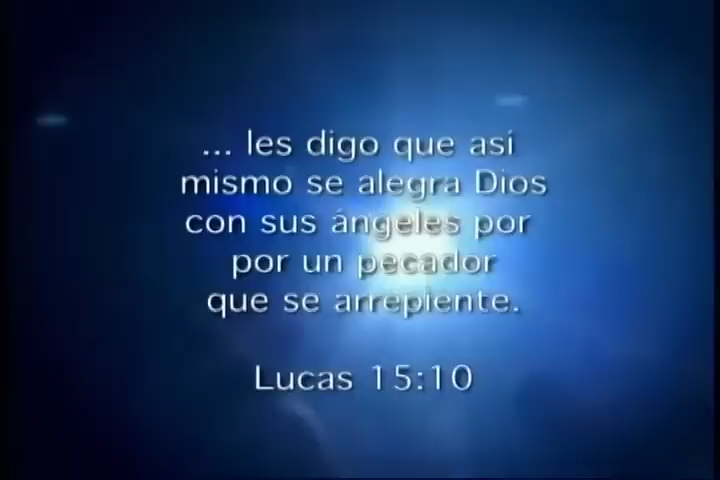 ... les digo que así
mismo se alegra Dios
con sus ángeles por
por un pecador
que se arrepiente.
Lucas 15:10